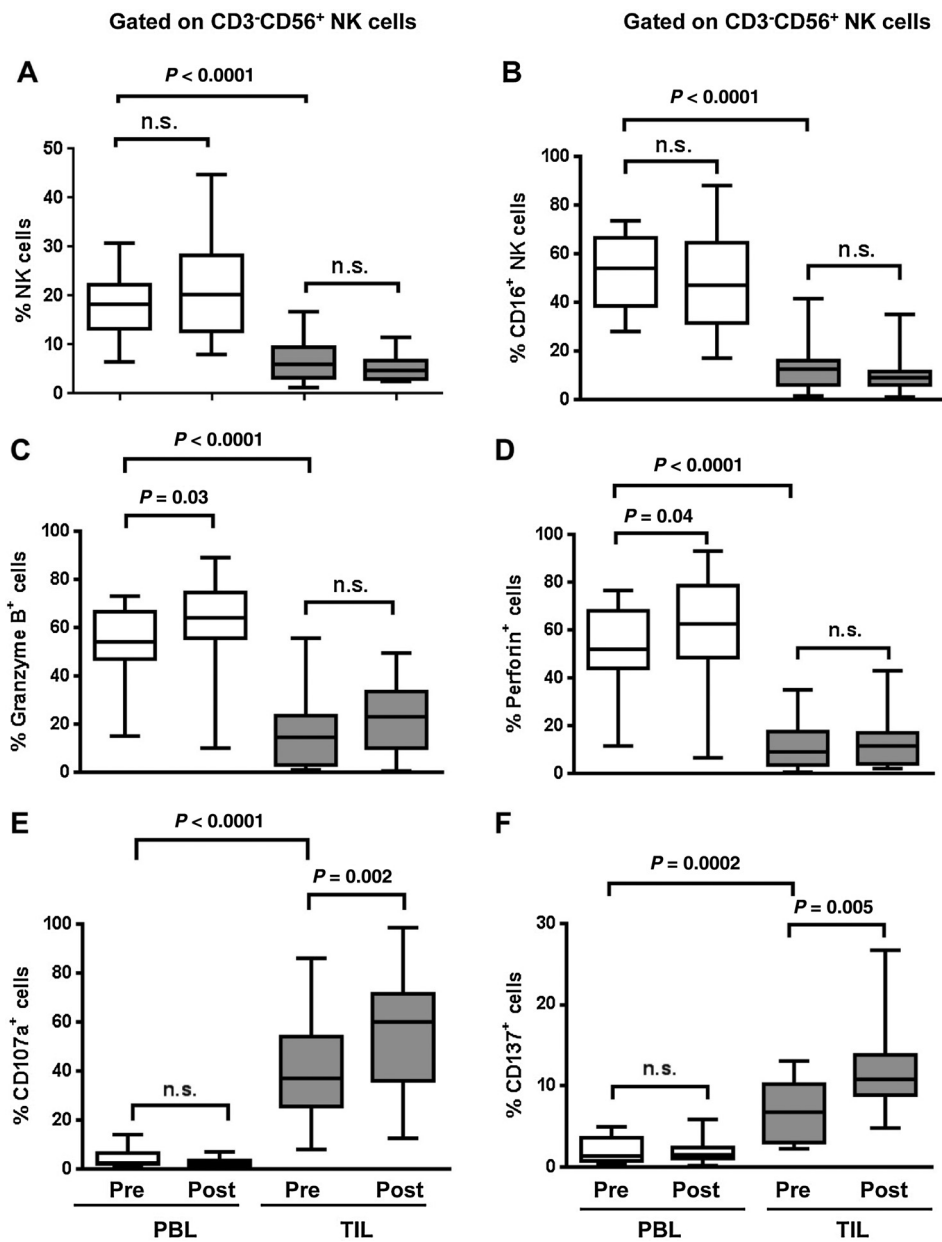 Gated on CD3-CD56+ NK cells
Gated on CD3-CD56+ NK cells
A
P < 0.0001
n.s.
n.s.
% NK cells
50
40
30
20
10
0
B
P < 0.0001
n.s.
n.s.
% CD16+ NK cells
100
80
60
40
20
0
C
P < 0.0001
P = 0.03
n.s.
% Granzyme B+ cells
100
80
60
40
20
0
D
P < 0.0001
P = 0.04
n.s.
% Perforin+ cells
100
80
60
40
20
0
E
P < 0.0001
P = 0.002
n.s.
% CD107a+ cells
100
80
60
40
20
0
Pre Post Pre Post
PBL TIL
F
P = 0.0002
P = 0.005
n.s.
% CD137+ cells
30
20
10
0
Pre Post Pre Post
PBL TIL